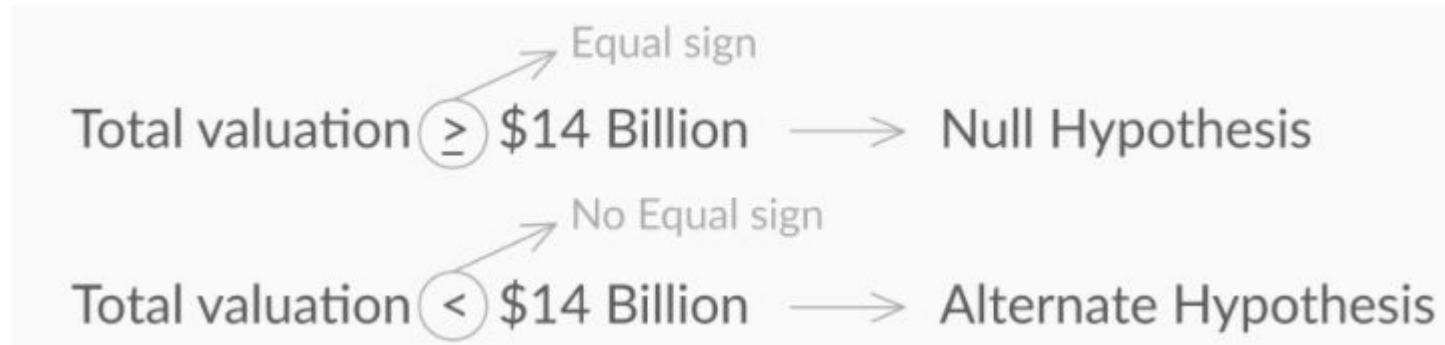 Equal sign
Total valuation ≥ $14 Billion Null Hypothesis
No Equal sign
Total valuation < $14 Billion Alternate Hypothesis